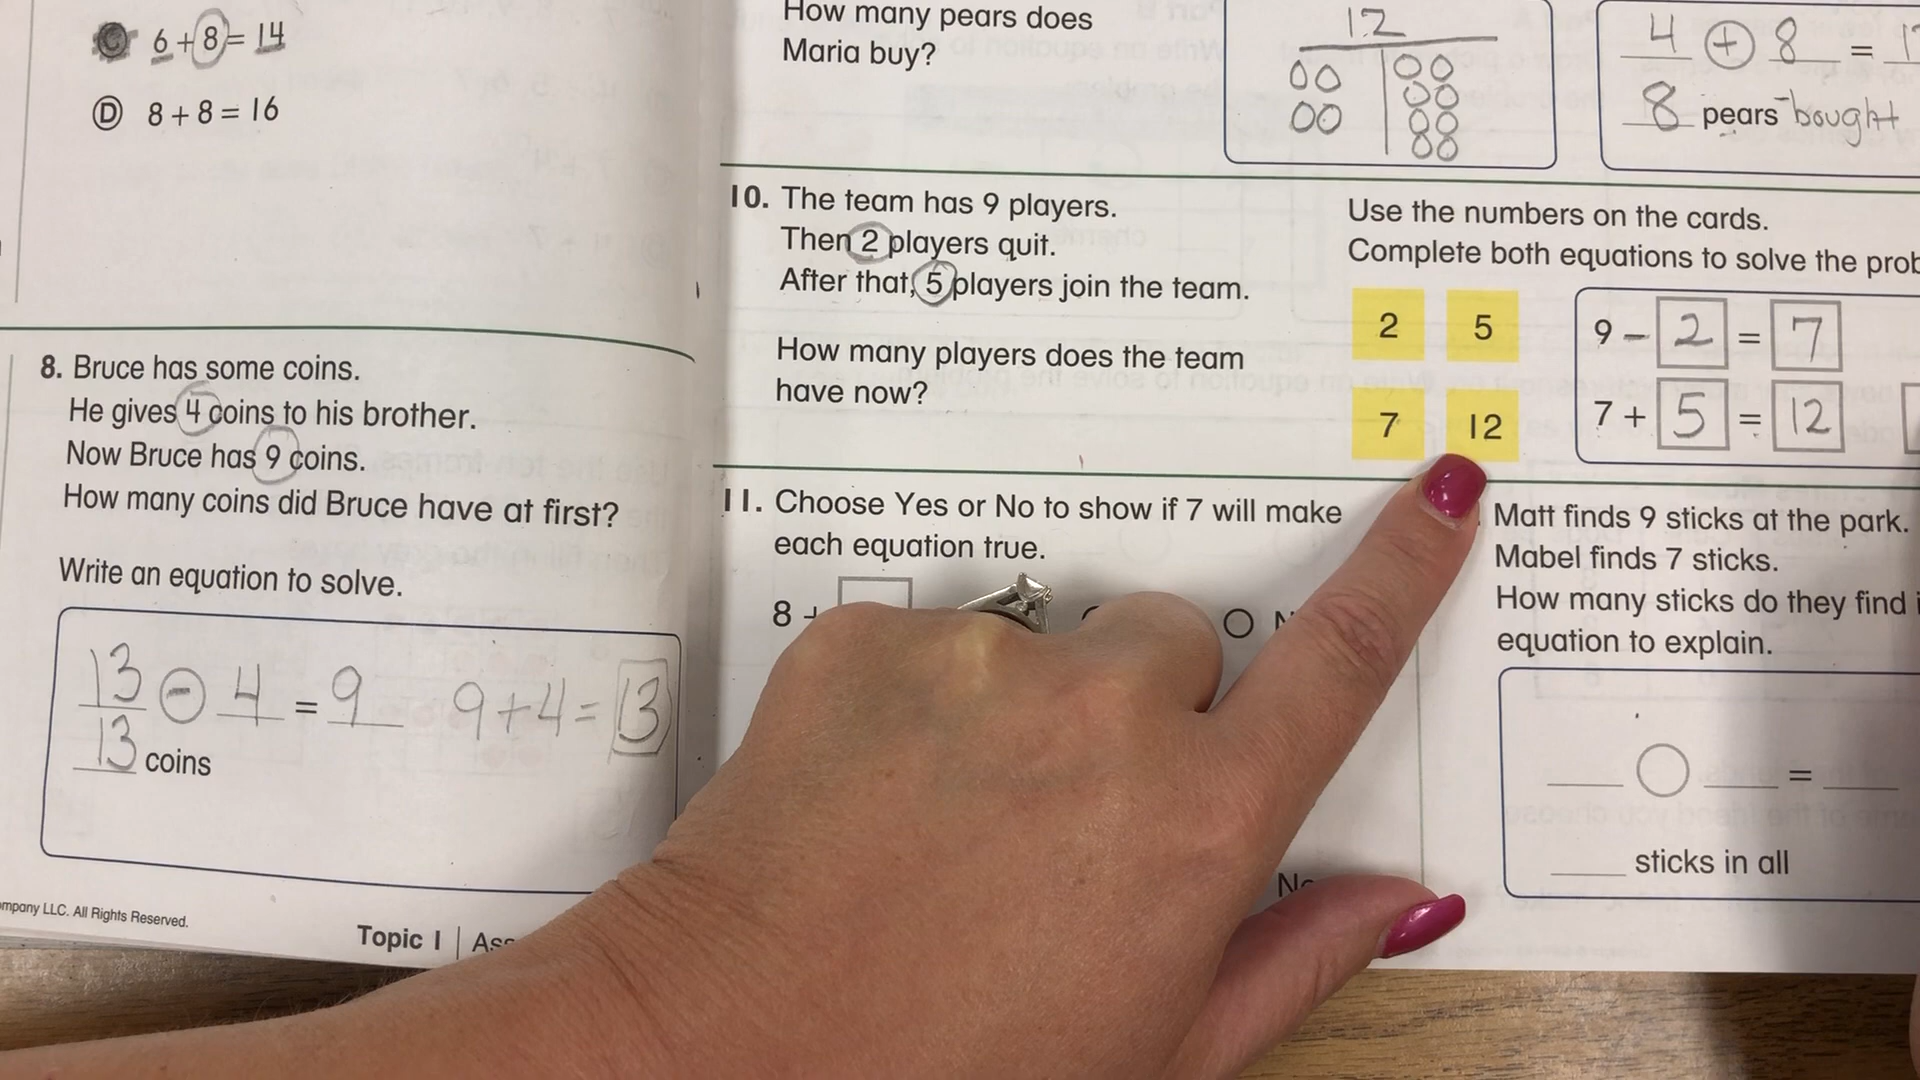 6 + 8 = 14
D 8 + 8 = 16
8. Bruce has some coins.
He gives 4 coins to his brother.
Now Bruce has 9 coins.
How many coins did Bruce have at first?
Write an equation to solve.
13 - 4 = 9 9+4=13
13 coins
LLC. All Rights Reserved.
Topic 1
How many pears does
Maria buy?
12
4 + 8 =
8 pears - bought
10. The team has 9 players.
Then 2 players quit.
After that, 5 players join the team.
How many players does the team
have now?
Use the numbers on the cards.
Complete both equations to solve the
2 5
7 12
9 - 2 = 7
7 + 5 = 12
11. Choose Yes or No to show if 7 will make
each equation true.
8 +
Matt finds 9 sticks at the park.
Mabel finds 7 sticks.
How many sticks do they find
equation to explain.
=
sticks in all